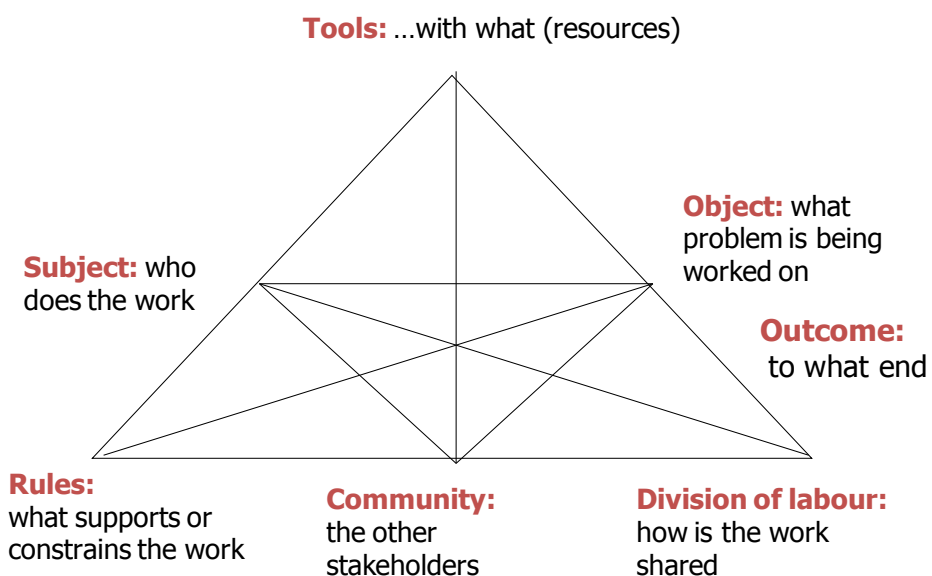 Tools: ...with what (resources)
Object: what
problem is being
worked on
Subject: who
does the work
Outcome:
to what end
Rules:
what supports or
constrains the work
Community:
the other
stakeholders
Division of labour:
how is the work
shared